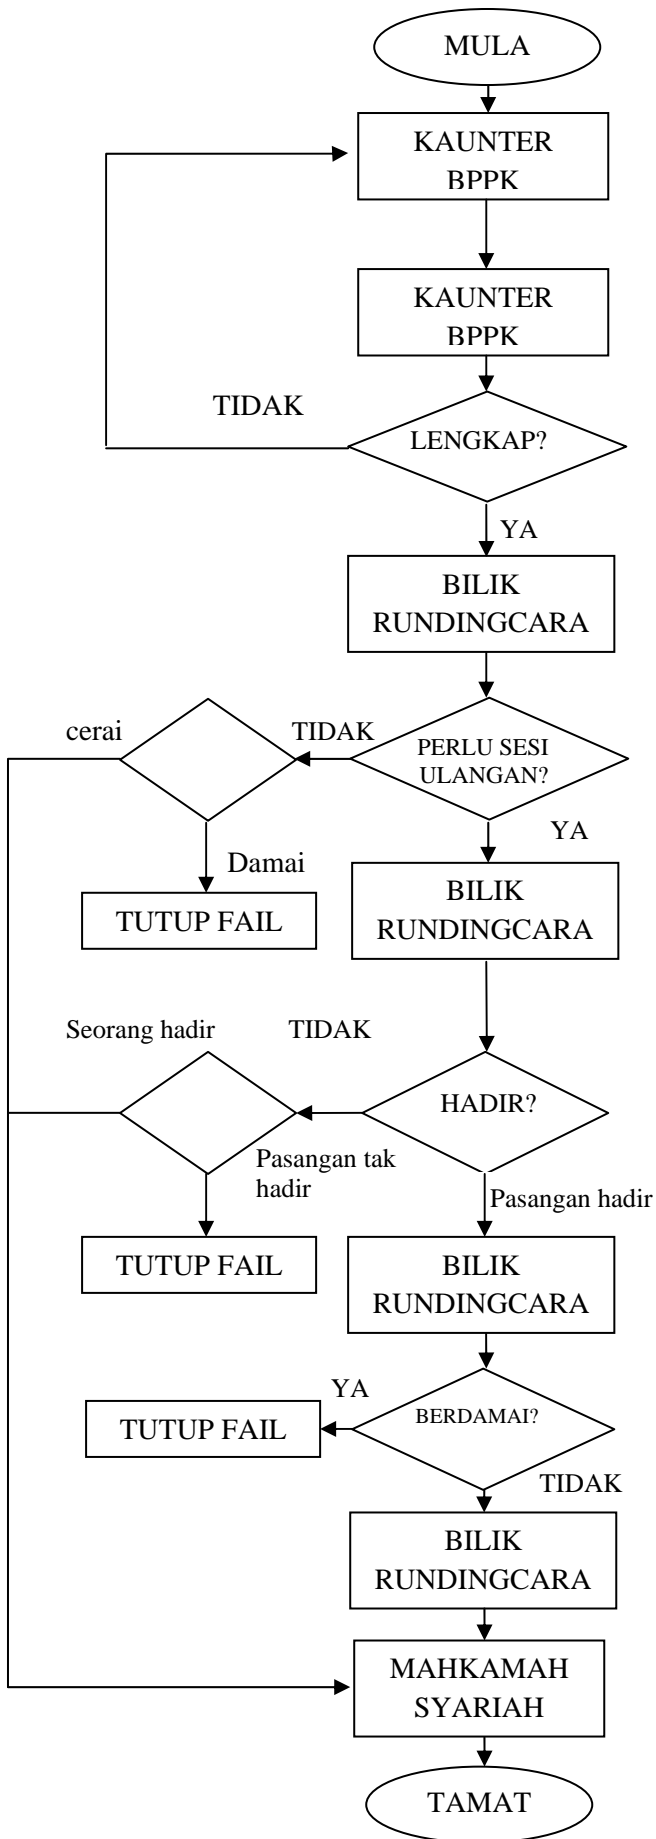 MULA
KAUNTER
BPPK
KAUNTER
BPPK
TIDAK
LENGKAP?
YA
BILIK
RUNDINGCARA
cerai
TIDAK
PERLU SESI
ULANGAN?
YA
Damai
TUTUP FAIL
BILIK
RUNDINGCARA
Seorang hadir
TIDAK
HADIR?
Pasangan tak
hadir
Pasangan hadir
TUTUP FAIL
BILIK
RUNDINGCARA
YA
BERDAMAI?
TUTUP FAIL
TIDAK
BILIK
RUNDINGCARA
MAHKAMAH
SYARIAH
TAMAT